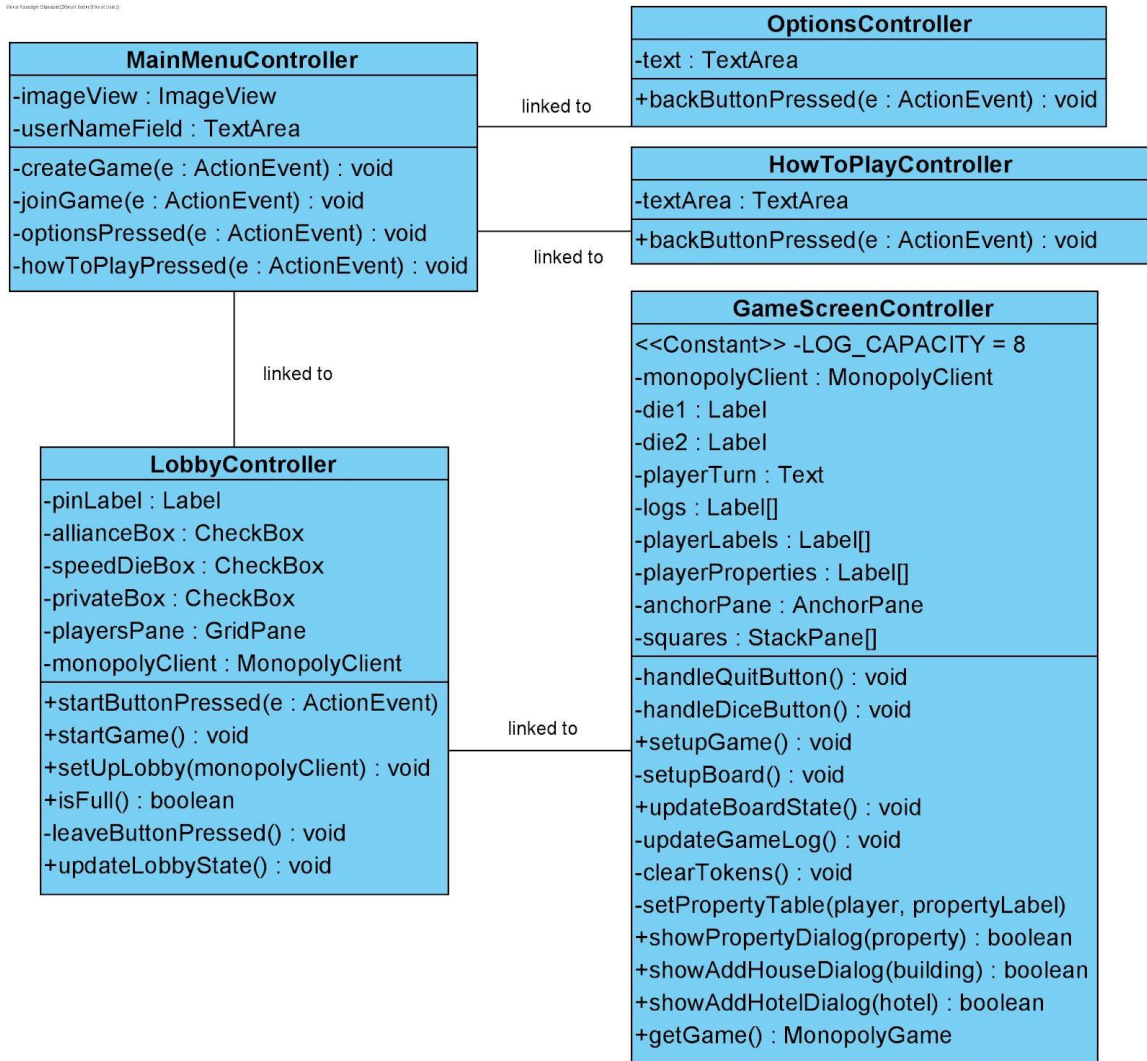 MainMenuController
-imageView : ImageView
-userNameField : TextArea
-createGame(e : ActionEvent) : void
-joinGame(e : ActionEvent) : void
-optionsPressed(e : ActionEvent) : void
-howToPlayPressed(e : ActionEvent) : void
linked to
OptionsController
-text : TextArea
+backButtonPressed(e : ActionEvent) : void
linked to
HowToPlayController
-textArea : TextArea
+backButtonPressed(e : ActionEvent) : void
linked to
LobbyController
-pinLabel : Label
-allianceBox : CheckBox
-speedDieBox : CheckBox
-privateBox : CheckBox
-playersPane : GridPane
-monopolyClient : MonopolyClient
+startButtonPressed(e : ActionEvent)
+startGame() : void
+setUpLobby(monopolyClient) : void
+isFull() : boolean
-leaveButtonPressed() : void
+updateLobbyState() : void
linked to
GameScreenController
<<Constant>> -LOG_CAPACITY = 8
-monopolyClient : MonopolyClient
-die1 : Label
-die2 : Label
-playerTurn : Text
-logs : Label[]
-playerLabels : Label[]
-playerProperties : Label[]
-anchorPane : AnchorPane
-squares : StackPane[]
-handleQuitButton() : void
-handleDiceButton() : void
+setupGame() : void
-setupBoard() : void
+updateBoardState() : void
-updateGameLog() : void
-clearTokens() : void
-setPropertyTable(player, propertyLabel)
+showPropertyDialog(property) : boolean
+showAddHouseDialog(building) : boolean
+showAddHotelDialog(hotel) : boolean
+getGame() : MonopolyGame